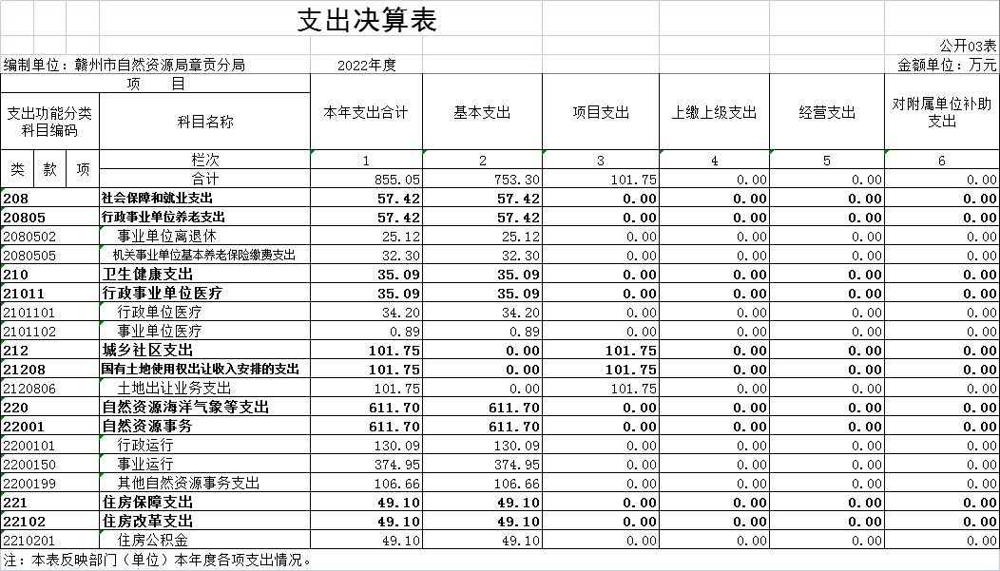 支出决算表
公开03表
编制单位：赣州市自然资源局章贡分局 2022年度 金额单位：万元
项 目 本年支出合计 基本支出 项目支出 上缴上级支出 经营支出 对附属单位补助支出
支出功能分类科目编码 科目名称
类 款 项 栏次 1 2 3 4 5 6
合计 855.05 753.30 101.75 0.00 0.00 0.00
208 社会保障和就业支出 57.42 57.42 0.00 0.00 0.00 0.00
20805 行政事业单位养老支出 57.42 57.42 0.00 0.00 0.00 0.00
2080502 事业单位离退休 25.12 25.12 0.00 0.00 0.00 0.00
2080505 机关事业单位基本养老保险缴费支出 32.30 32.30 0.00 0.00 0.00 0.00
210 卫生健康支出 35.09 35.09 0.00 0.00 0.00 0.00
21011 行政事业单位医疗 35.09 35.09 0.00 0.00 0.00 0.00
2101101 行政单位医疗 34.20 34.20 0.00 0.00 0.00 0.00
2101102 事业单位医疗 0.89 0.89 0.00 0.00 0.00 0.00
212 城乡社区支出 101.75 0.00 101.75 0.00 0.00 0.00
21208 国有土地使用权出让收入安排的支出 101.75 0.00 101.75 0.00 0.00 0.00
2120806 土地出让业务支出 101.75 0.00 101.75 0.00 0.00 0.00
220 自然资源海洋气象等支出 611.70 611.70 0.00 0.00 0.00 0.00
22001 自然资源事务 611.70 611.70 0.00 0.00 0.00 0.00
2200101 行政运行 130.09 130.09 0.00 0.00 0.00 0.00
2200150 事业运行 374.95 374.95 0.00 0.00 0.00 0.00
2200199 其他自然资源事务支出 106.66 106.66 0.00 0.00 0.00 0.00
221 住房保障支出 49.10 49.10 0.00 0.00 0.00 0.00
22102 住房改革支出 49.10 49.10 0.00 0.00 0.00 0.00
2210201 住房公积金 49.10 49.10 0.00 0.00 0.00 0.00
注：本表反映部门（单位）本年度各项支出情况。